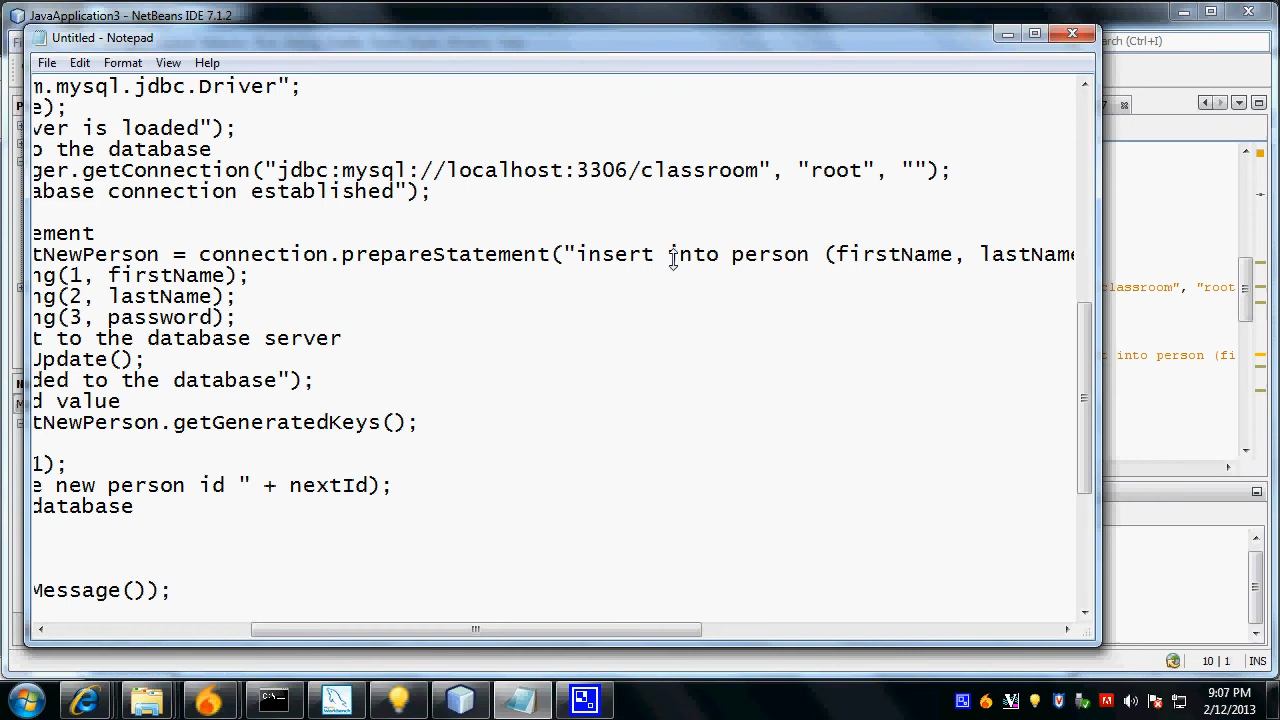 JavaApplication3 - NetBeans IDE 7.1.2
Untitled - Notepad
File Edit Format View Help
m.mysql.jdbc.Driver";
e);
ver is loaded");
o the database
ger.getConnection("jdbc:mysql://localhost:3306/classroom", "root", "");
abase connection established");
ement
tNewPerson = connection.prepareStatement("insert into person (firstName, lastName
ng(1, firstName);
ng(2, lastName);
ng(3, password);
t to the database server
Update();
ded to the database");
d value
tNewPerson.getGeneratedKeys();
1);
e new person id " + nextId);
database
Message());
arch (Ctrl+I)
lassroom", "root
t into person (fi
10 | 1 INS
9:07 PM
2/12/2013